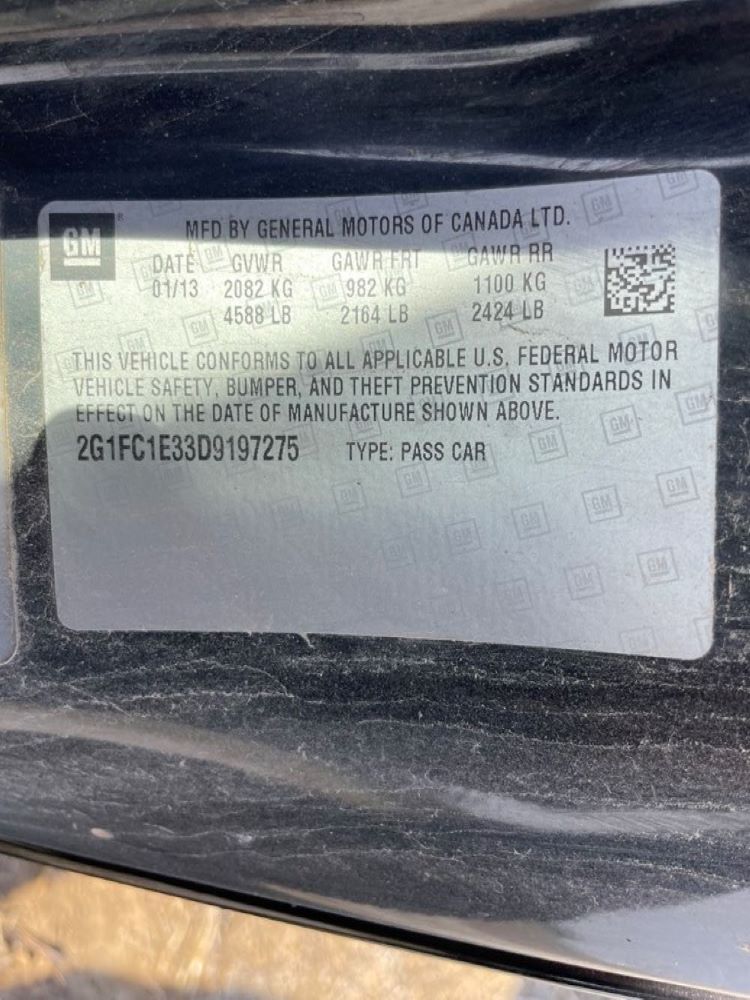 GM ®
MFD BY GENERAL MOTORS OF CANADA LTD.
DATE GVWR GAWR FRT GAWR RR
01/13 2082 KG 982 KG 1100 KG
4588 LB 2164 LB 2424 LB
THIS VEHICLE CONFORMS TO ALL APPLICABLE U.S. FEDERAL MOTOR
VEHICLE SAFETY, BUMPER, AND THEFT PREVENTION STANDARDS IN
EFFECT ON THE DATE OF MANUFACTURE SHOWN ABOVE.
2G1FC1E33D9197275 TYPE: PASS CAR